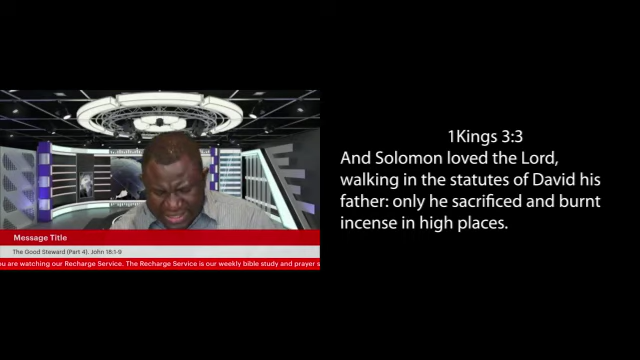 1Kings 3:3
And Solomon loved the Lord,
walking in the statutes of David his
father: only he sacrificed and burnt
incense in high places.
Message Title
The Good Steward (Part 4). John 18:1-8
ou are watching our Recharge Service. The Recharge Service is our weekly bible study and prayer s